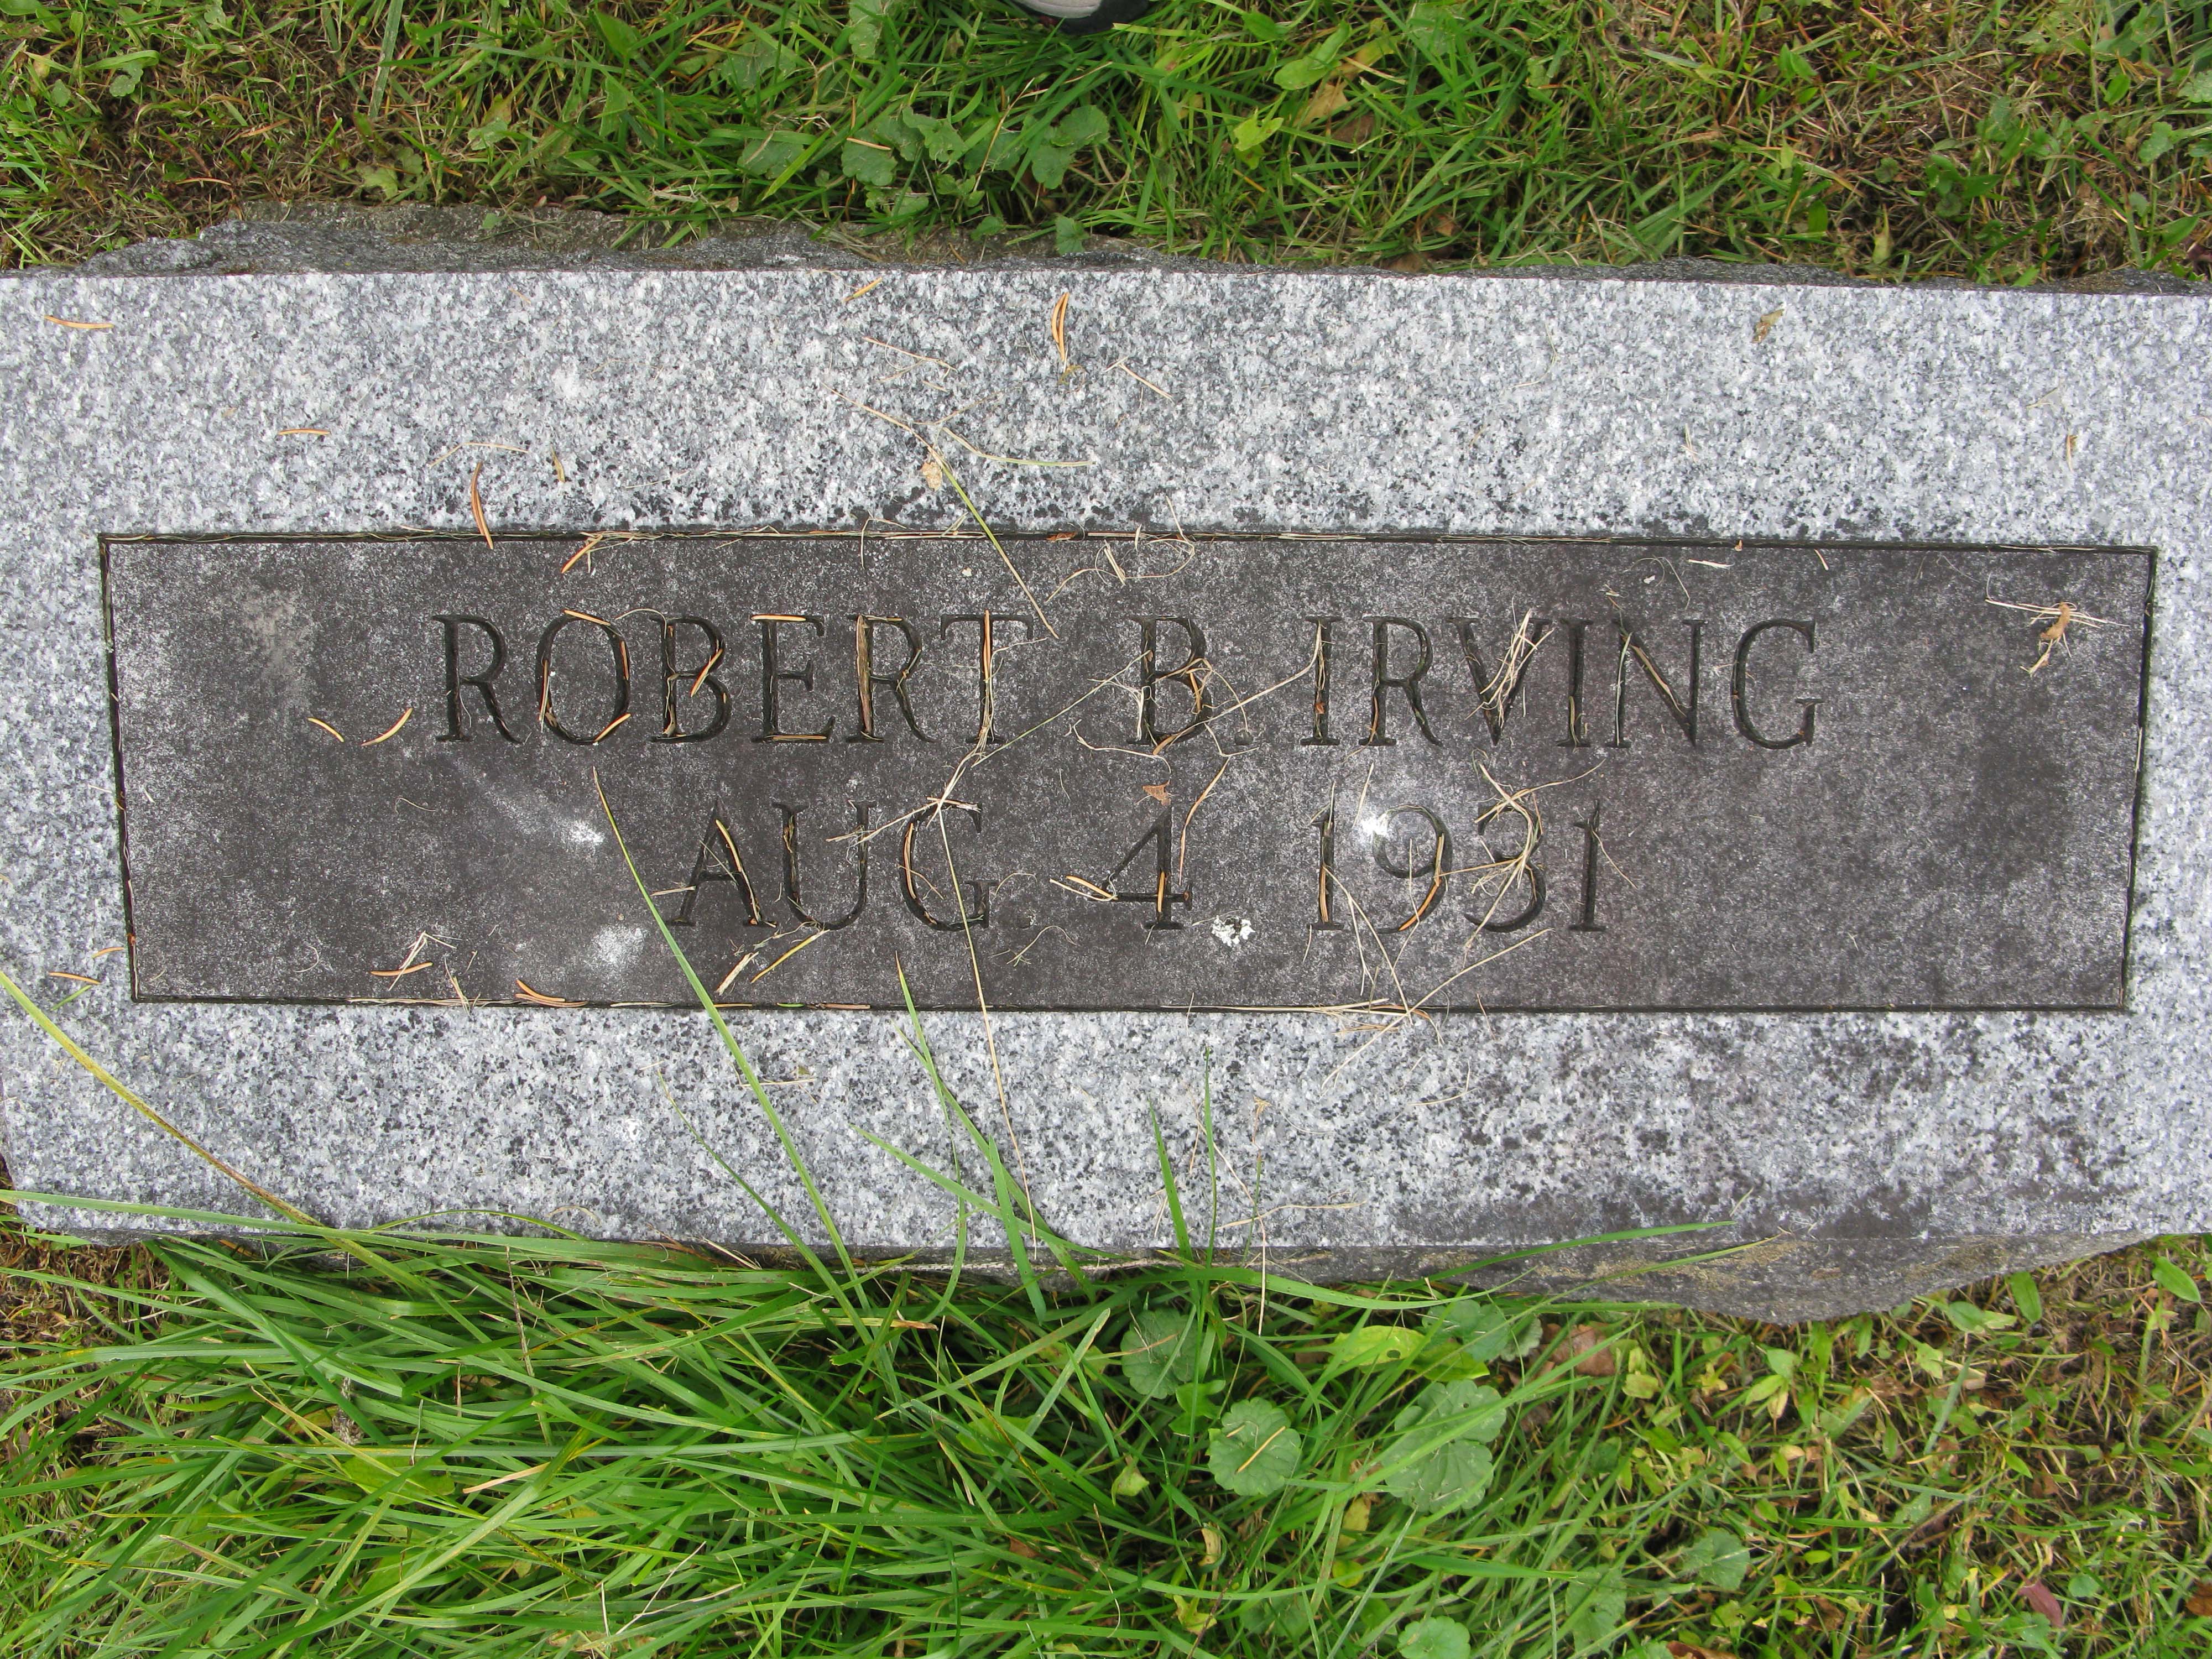 ROBERT B. IRVING
AUG. 4, 1931